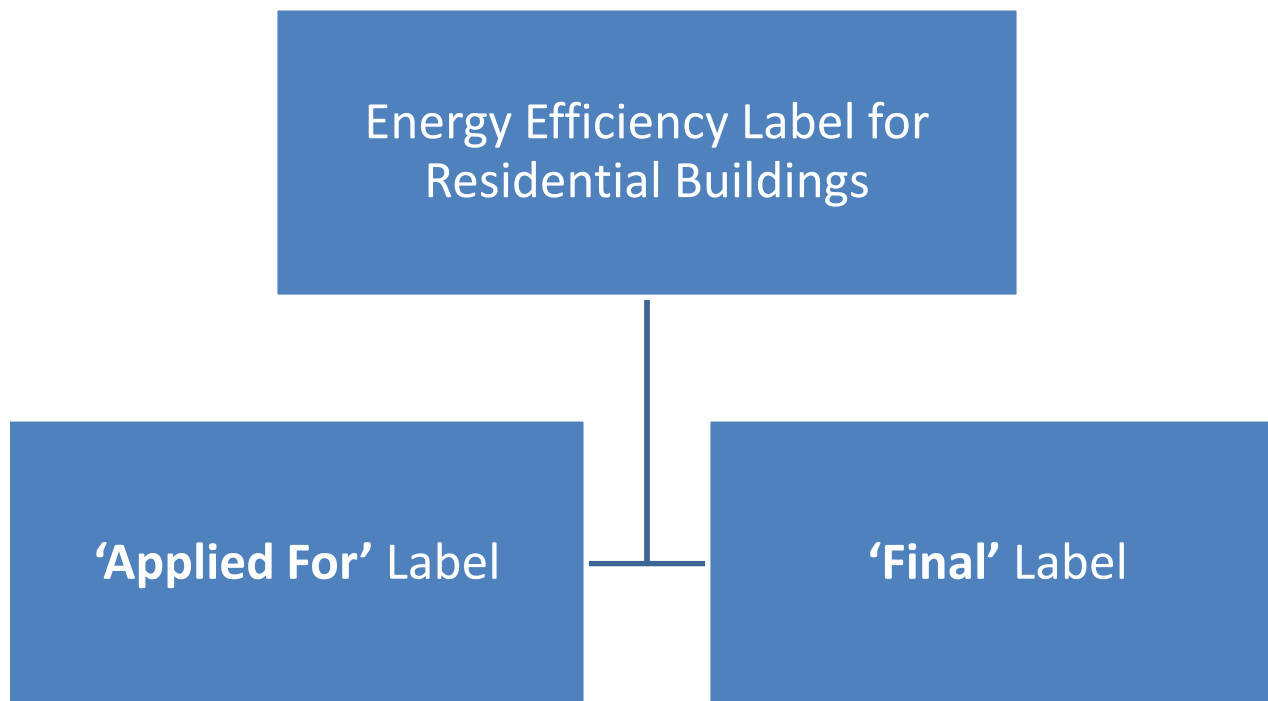 Energy Efficiency Label for
Residential Buildings
‘Applied For’ Label
‘Final’ Label